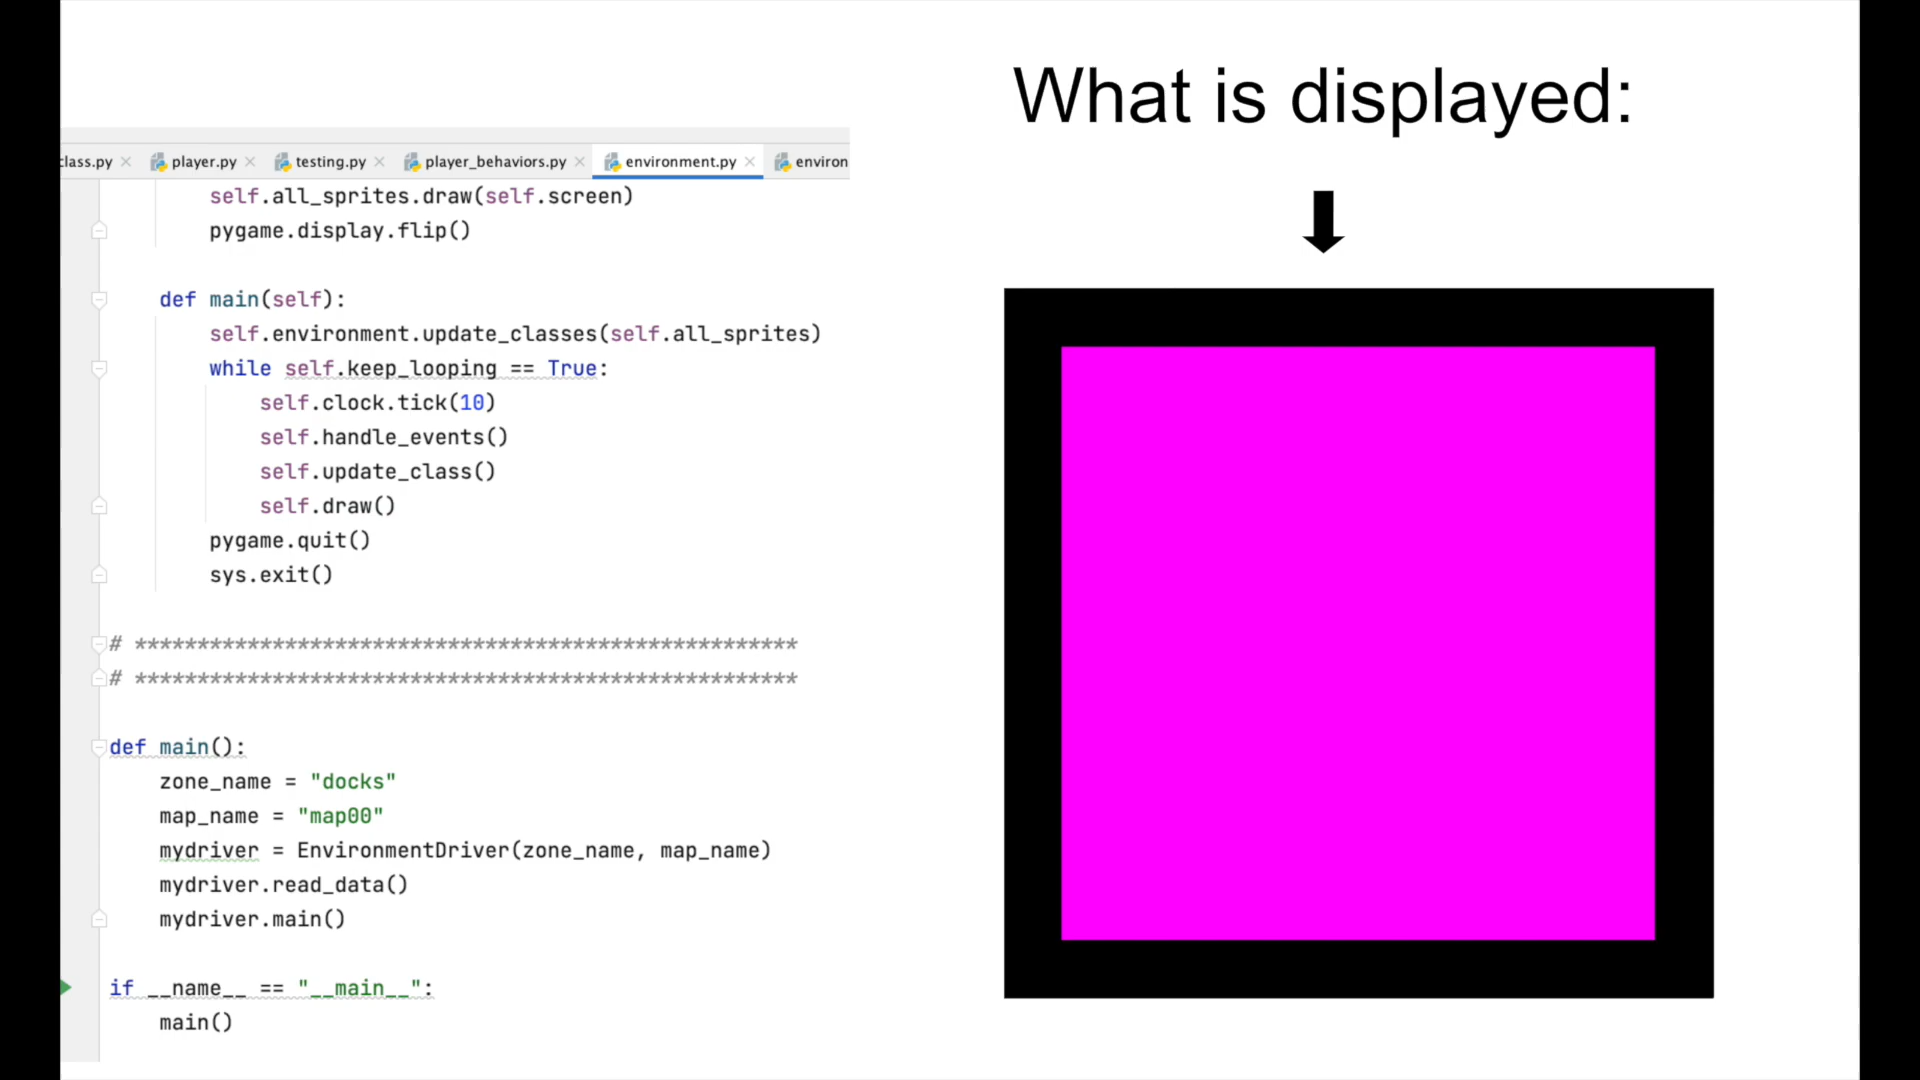 What is displayed:
class.py player.py testing.py player_behaviors.py environment.py environ
self.all_sprites.draw(self.screen)
pygame.display.flip()
def main(self):
self.environment.update_classes(self.all_sprites)
while self.keep_looping == True:
self.clock.tick(10)
self.handle_events()
self.update_class()
self.draw()
pygame.quit()
sys.exit()
# *****************************************************
# *****************************************************
def main():
zone_name = "docks"
map_name = "map00"
mydriver = EnvironmentDriver(zone_name, map_name)
mydriver.read_data()
mydriver.main()
if __name__ == "__main__":
main()